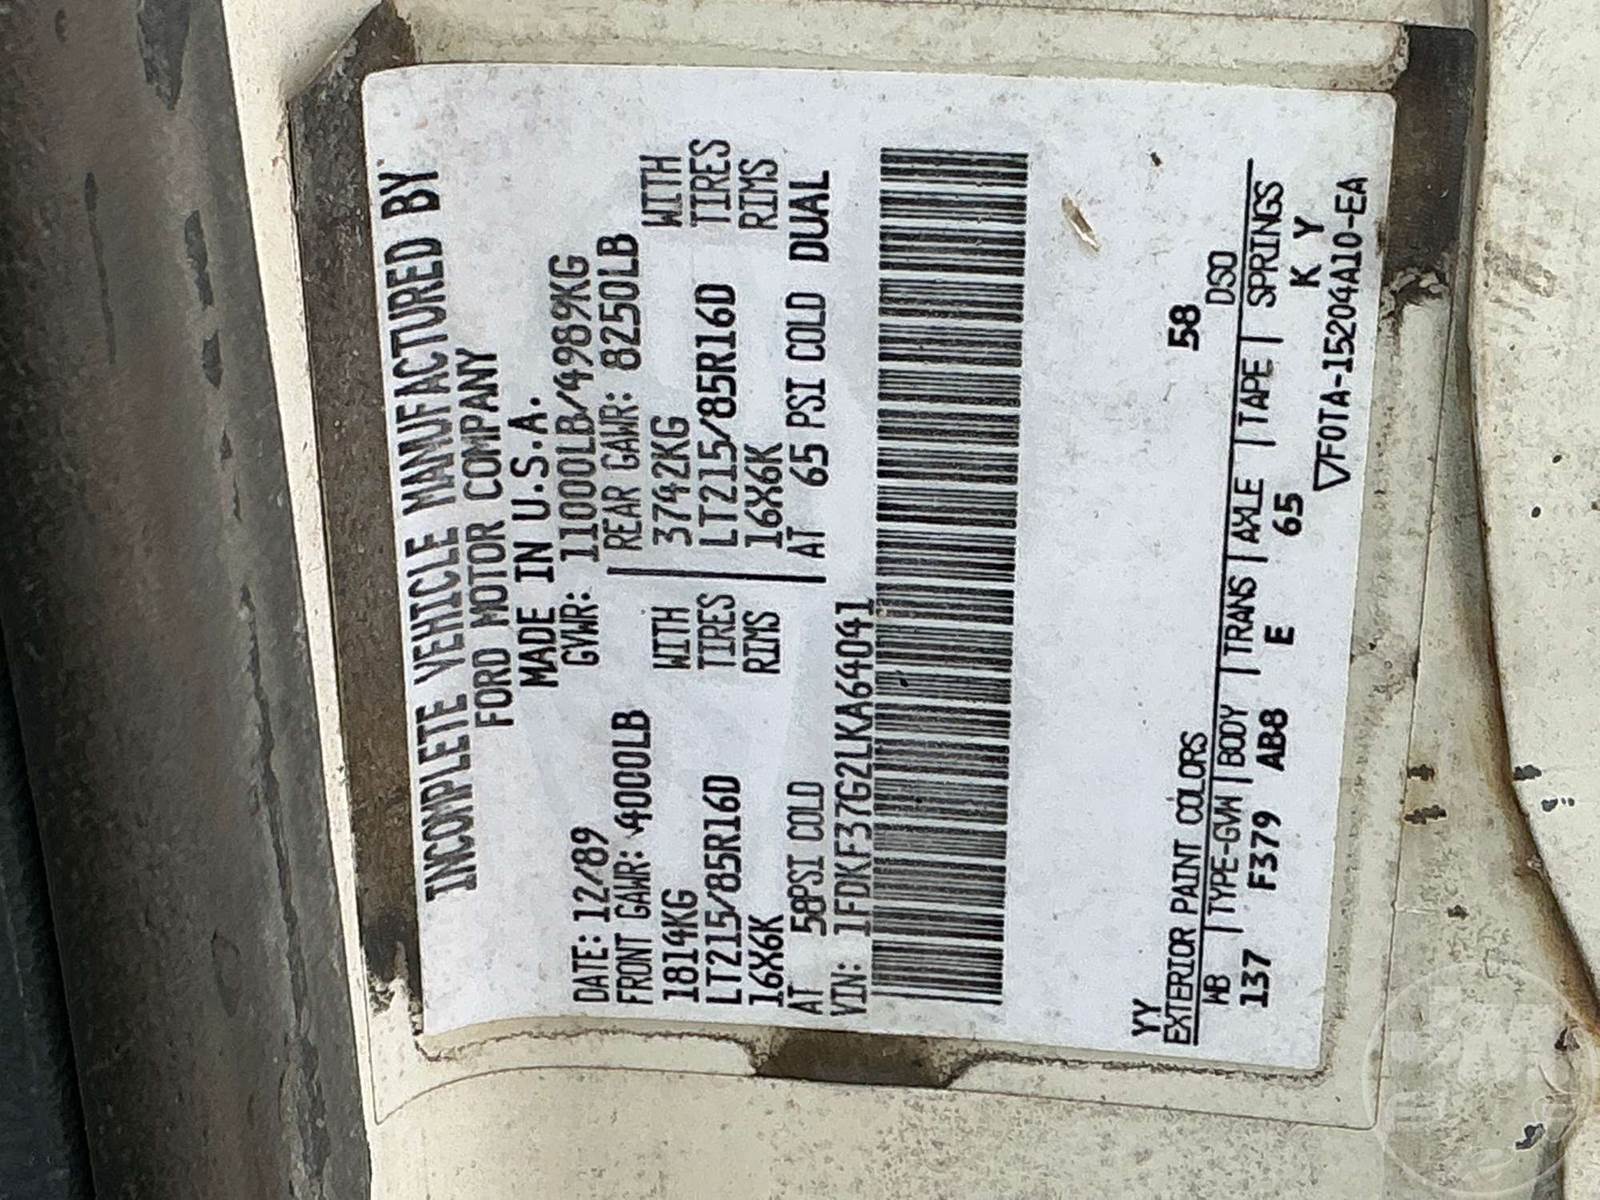 INCOMPLETE VEHICLE MANUFACTURED BY
FORD MOTOR COMPANY
MADE IN U.S.A.
DATE: 12/89 GVWR: 11000LB/4989KG
FRONT GAWR: 4000LB REAR GAWR: 8250LB
1814KG WITH 3742KG WITH
LT215/85R16D TIRES LT215/85R16D TIRES
16X6K RIMS 16X6K RIMS
AT 58PSI COLD AT 65 PSI COLD DUAL
VIN: 1FDKF37G2LKA64041
YY 58
EXTERIOR PAINT COLORS DSO
WB | TYPE-GVW | BODY | TRANS | AXLE | TAPE | SPRINGS
137 F379 AB8 E 65 K Y
▽F0TA-15204A10-EA